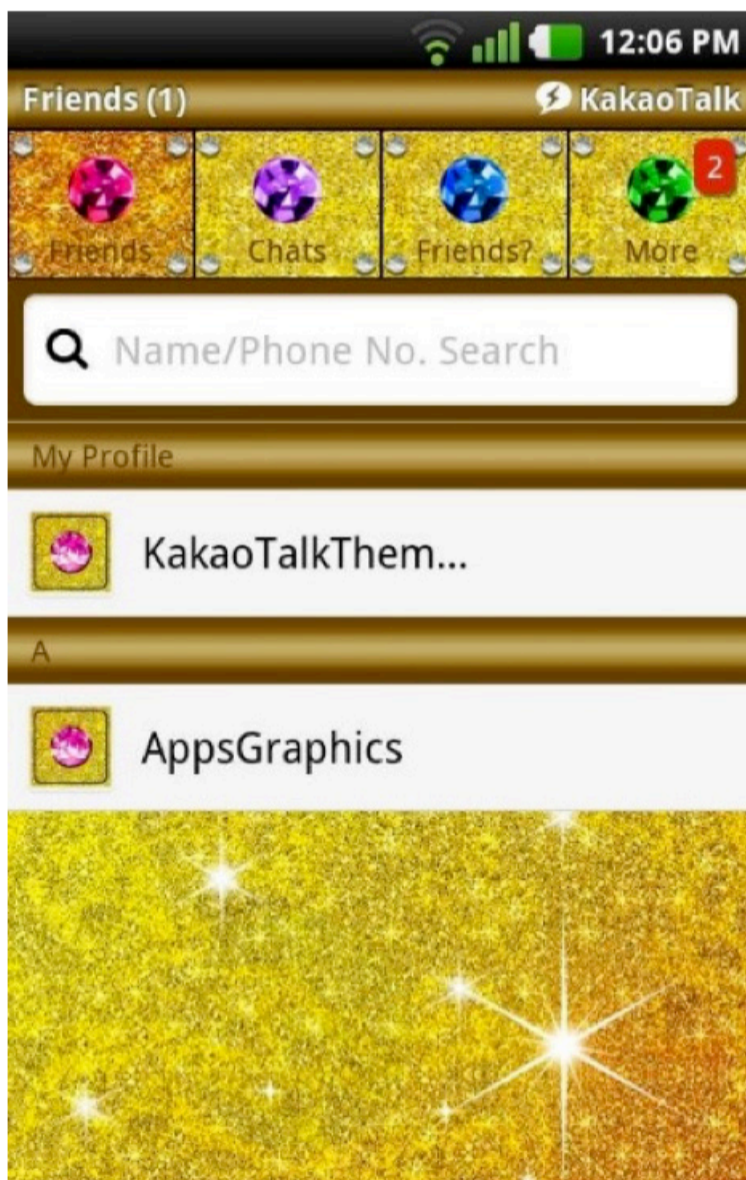 12:06 PM
Friends (1) KakaoTalk
Friends Chats Friends? More 2
Name/Phone No. Search
My Profile
KakaoTalkThem...
A
AppsGraphics